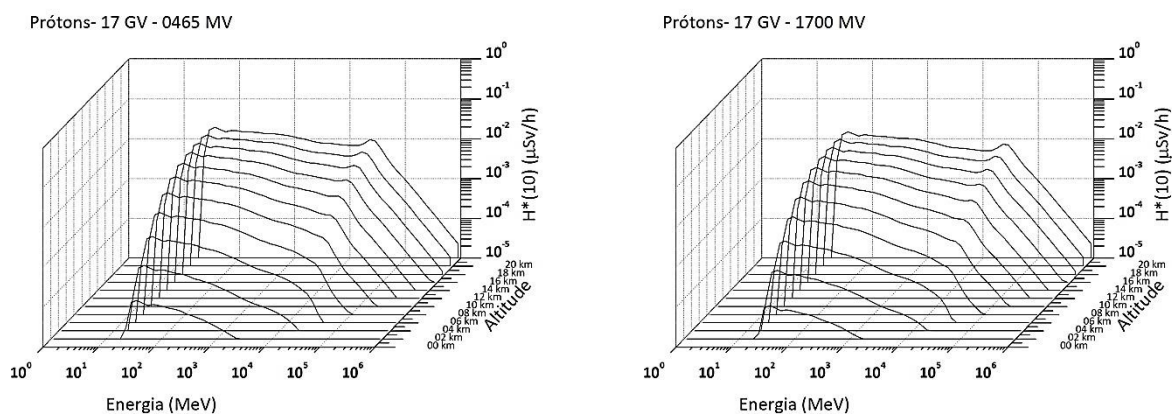 Prótons- 17 GV - 0465 MV
10⁰
10⁻¹
10⁻²
10⁻³
10⁻⁴
10⁻⁵
H*(10) (µSv/h)
20 km
18 km
16 km
14 km
12 km
10 km
08 km
06 km
04 km
02 km
00 km
Altitude
10⁰ 10¹ 10² 10³ 10⁴ 10⁵ 10⁶
Energia (MeV)
Prótons- 17 GV - 1700 MV
10⁰
10⁻¹
10⁻²
10⁻³
10⁻⁴
10⁻⁵
H*(10) (µSv/h)
20 km
18 km
16 km
14 km
12 km
10 km
08 km
06 km
04 km
02 km
00 km
Altitude
10⁰ 10¹ 10² 10³ 10⁴ 10⁵ 10⁶
Energia (MeV)